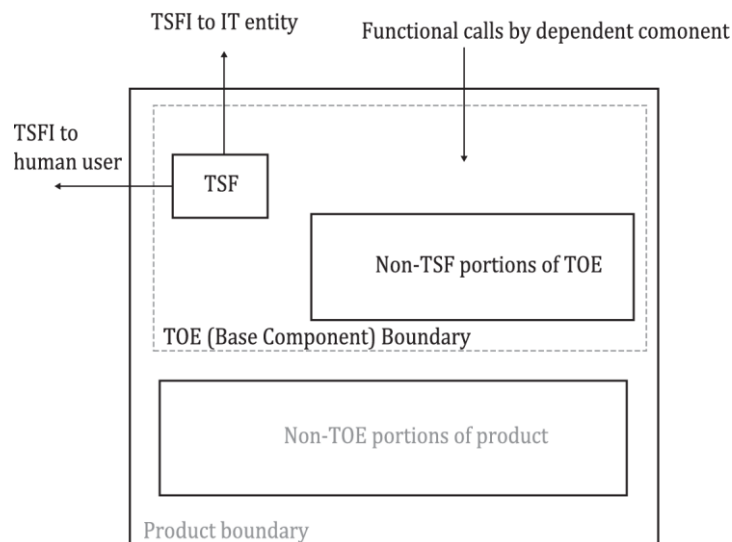 TSFI to IT entity
Functional calls by dependent comonent
TSFI to
human user
TSF
Non-TSF portions of TOE
TOE (Base Component) Boundary
Non-TOE portions of product
Product boundary